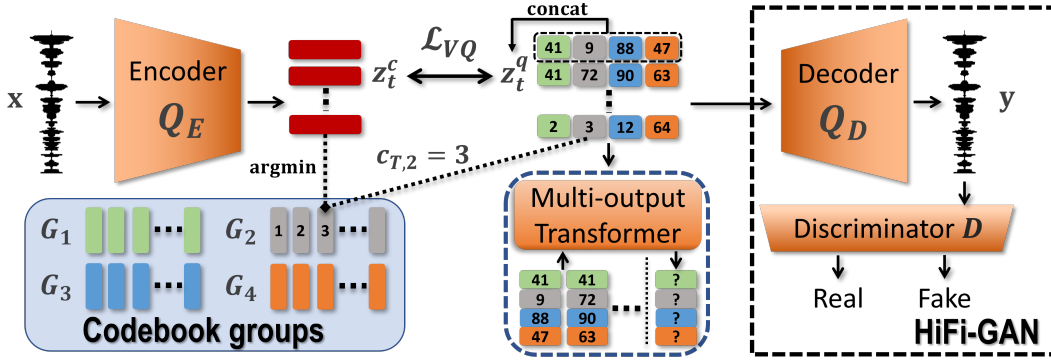 concat
x
Encoder
Q_E
z_t^c
ℒ_VQ
z_t^q
41 9 88 47
41 72 90 63
2 3 12 64
Decoder
Q_D
y
argmin
c_{T,2} = 3
G_1
G_2
1 2 3
G_3
G_4
Codebook groups
Multi-output
Transformer
41 41 ?
9 72 ?
88 90 ?
47 63 ?
Discriminator D
Real
Fake
HiFi-GAN